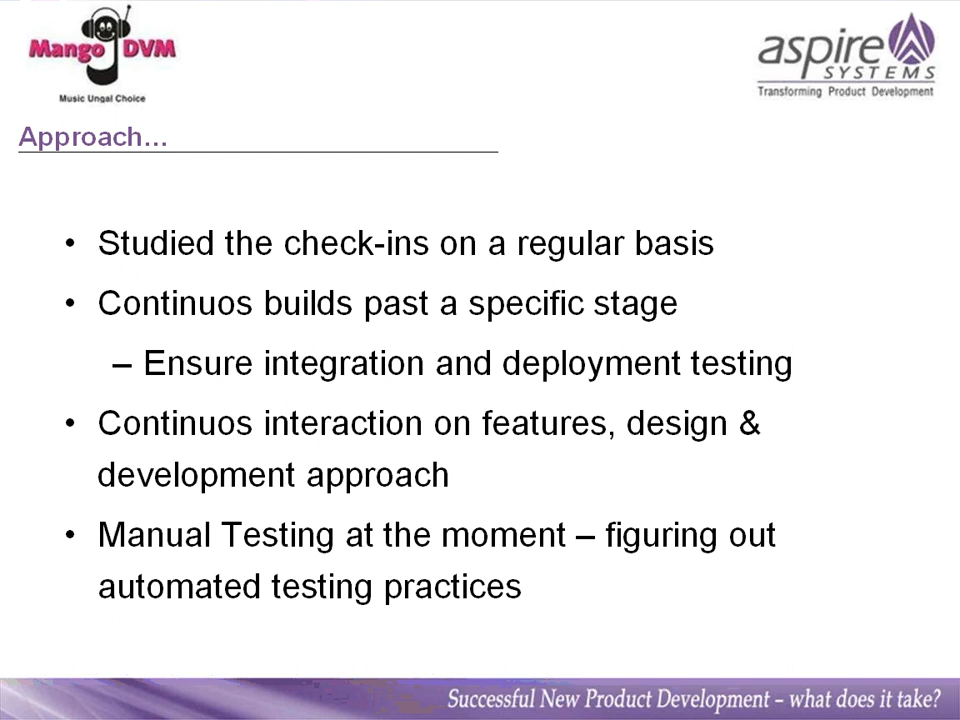 Mango DVM
Music Ungal Choice
aspire
SYSTEMS
Transforming Product Development
Approach...
• Studied the check-ins on a regular basis
• Continuos builds past a specific stage
– Ensure integration and deployment testing
• Continuos interaction on features, design &
development approach
• Manual Testing at the moment – figuring out
automated testing practices
Successful New Product Development – what does it take?